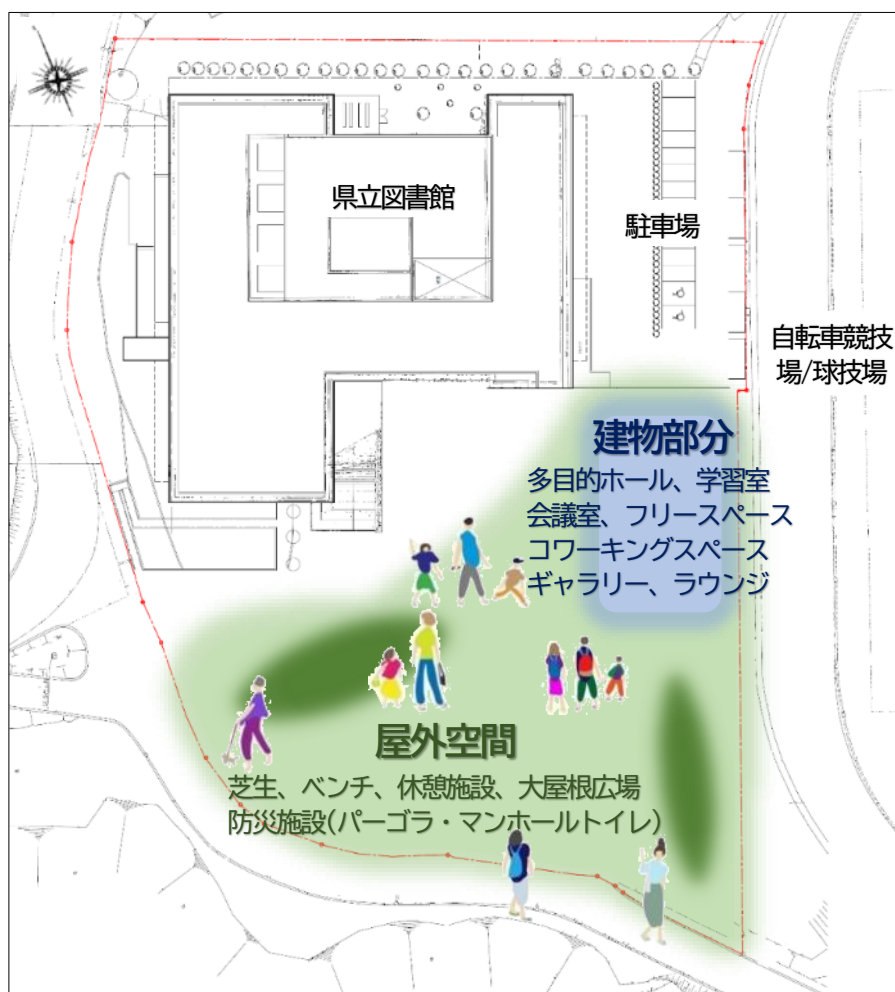 県立図書館
駐車場
自転車競技
場/球技場
建物部分
多目的ホール、学習室
会議室、フリースペース
コワーキングスペース
ギャラリー、ラウンジ
屋外空間
芝生、ベンチ、休憩施設、大屋根広場
防災施設(パーゴラ・マンホールトイレ)